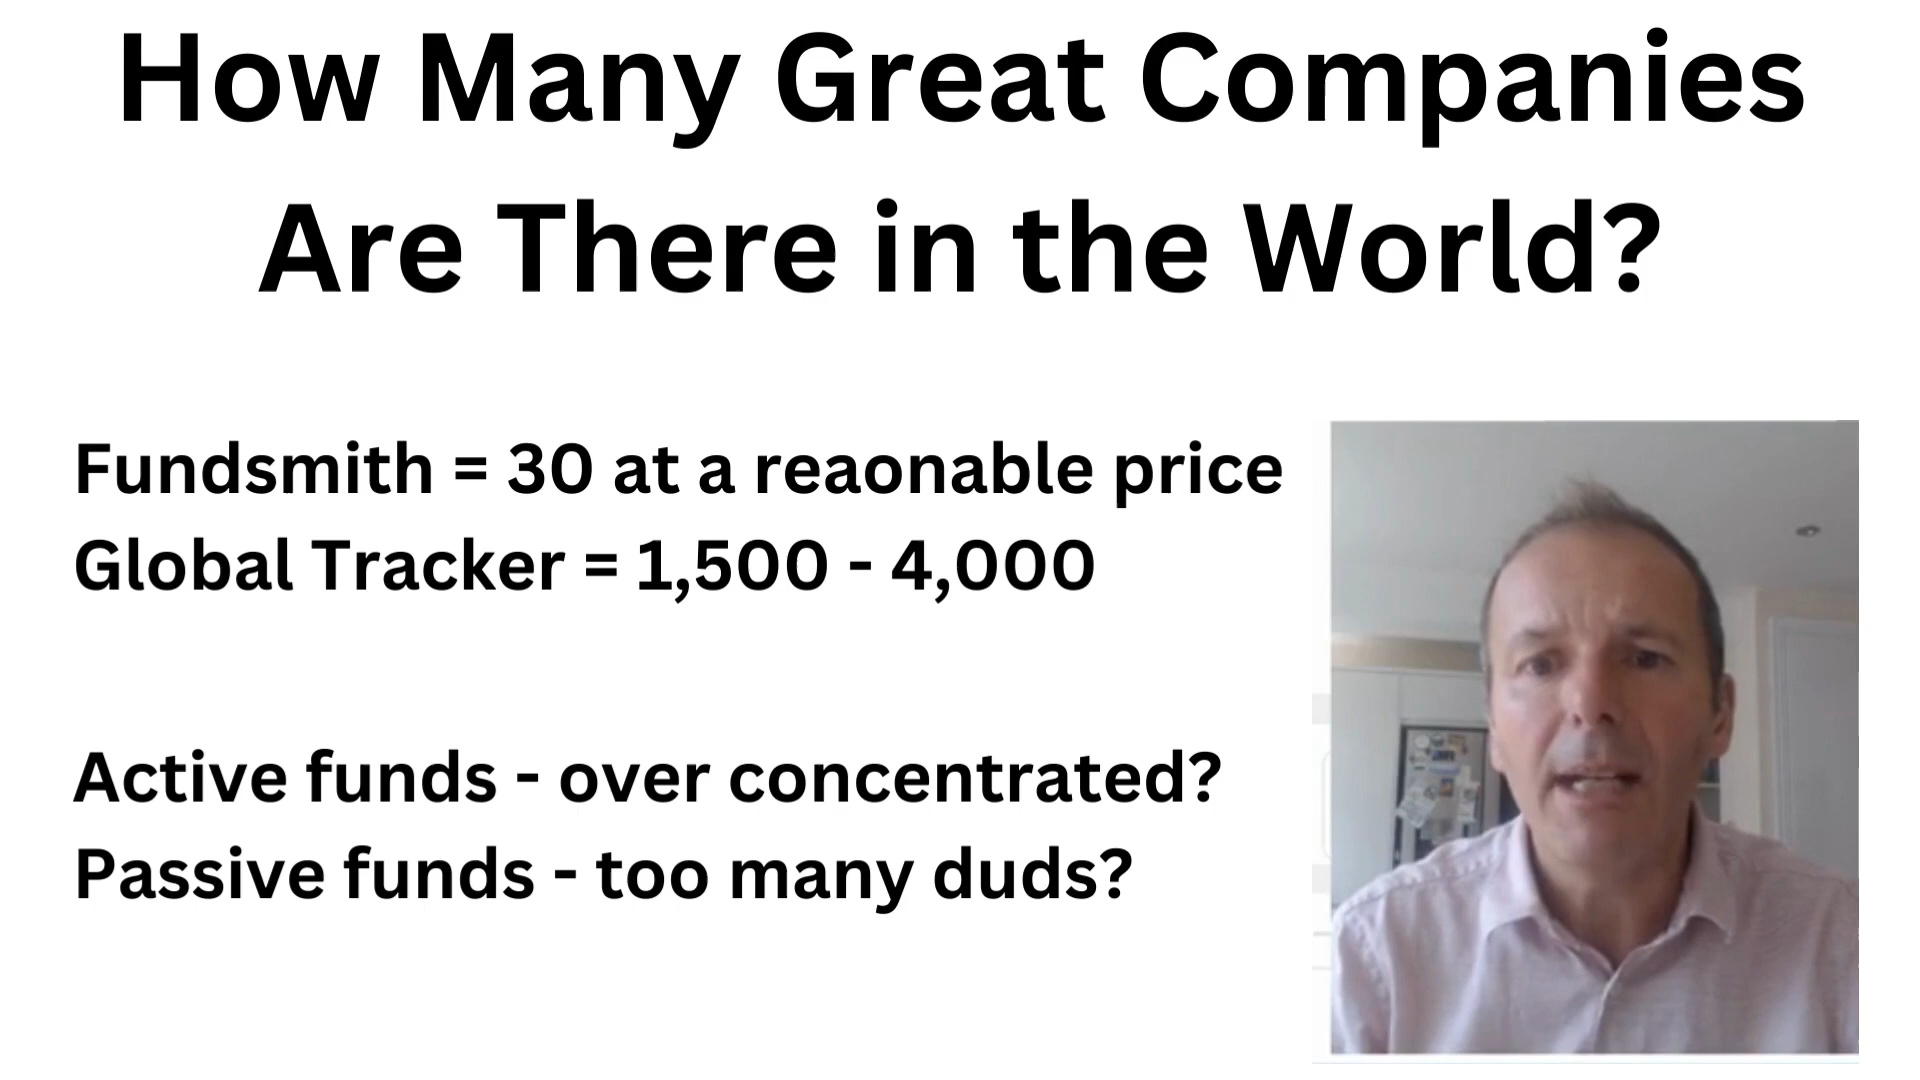 How Many Great Companies
Are There in the World?
Fundsmith = 30 at a reaonable price
Global Tracker = 1,500 - 4,000
Active funds - over concentrated?
Passive funds - too many duds?